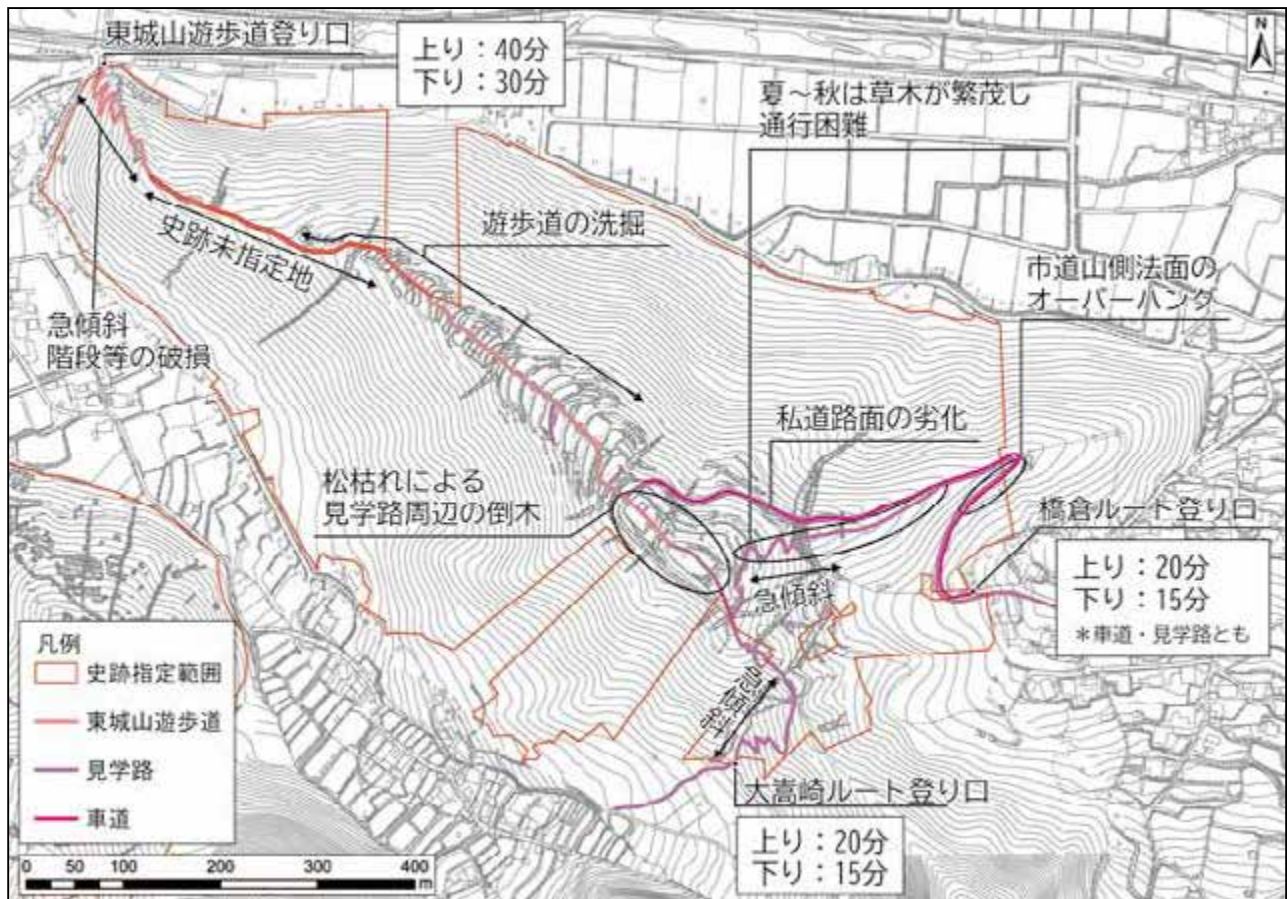 東城山遊歩道登り口
上り：40分
下り：30分
N
夏～秋は草木が繁茂し
通行困難
遊歩道の洗掘
史跡未指定地
市道山側法面の
オーバーハング
急傾斜
階段等の破損
私道路面の劣化
松枯れによる
見学路周辺の倒木
橋倉ルート登り口
上り：20分
下り：15分
＊車道・見学路とも
急傾斜
急傾斜
大嵩崎ルート登り口
上り：20分
下り：15分
凡例
史跡指定範囲
東城山遊歩道
見学路
車道
0 50 100 200 300 400
m